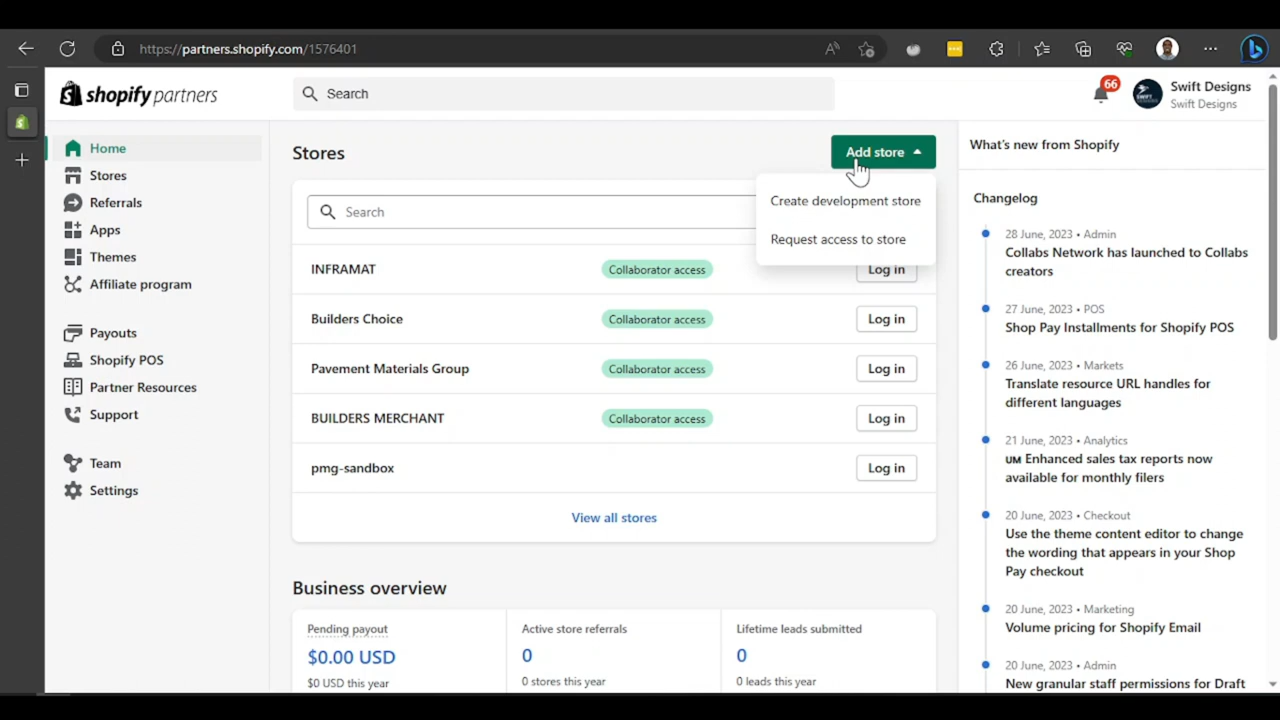 https://partners.shopify.com/1576401
shopify partners
Search
66
Swift Designs
Swift Designs
Home
Stores
Referrals
Apps
Themes
Affiliate program
Payouts
Shopify POS
Partner Resources
Support
Team
Settings
Stores
Add store
Create development store
Request access to store
Search
INFRAMAT
Collaborator access
Log in
Builders Choice
Collaborator access
Log in
Pavement Materials Group
Collaborator access
Log in
BUILDERS MERCHANT
Collaborator access
Log in
pmg-sandbox
Log in
View all stores
Business overview
Pending payout
$0.00 USD
$0 USD this year
Active store referrals
0
0 stores this year
Lifetime leads submitted
0
0 leads this year
What's new from Shopify
Changelog
28 June, 2023 • Admin
Collabs Network has launched to Collabs
creators
27 June, 2023 • POS
Shop Pay Installments for Shopify POS
26 June, 2023 • Markets
Translate resource URL handles for
different languages
21 June, 2023 • Analytics
UM Enhanced sales tax reports now
available for monthly filers
20 June, 2023 • Checkout
Use the theme content editor to change
the wording that appears in your Shop
Pay checkout
20 June, 2023 • Marketing
Volume pricing for Shopify Email
20 June, 2023 • Admin
New granular staff permissions for Draft